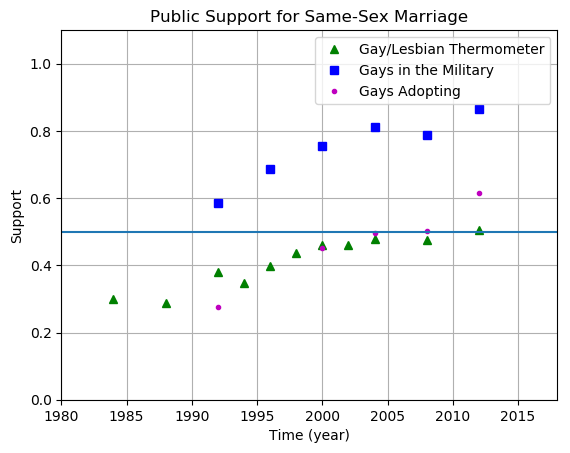 Public Support for Same-Sex Marriage
Gay/Lesbian Thermometer
Gays in the Military
Gays Adopting
1.0
0.8
0.6
0.4
0.2
0.0
Support
1980 1985 1990 1995 2000 2005 2010 2015
Time (year)